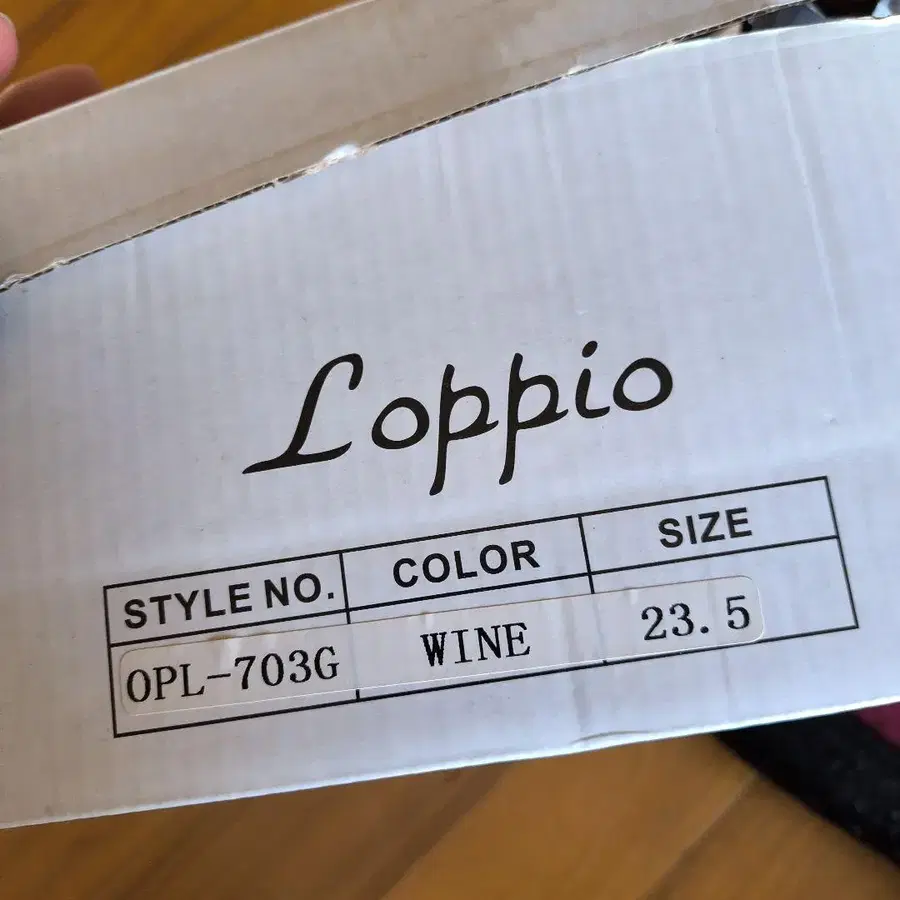 Loppio
STYLE NO. COLOR SIZE
OPL-703G WINE 23.5